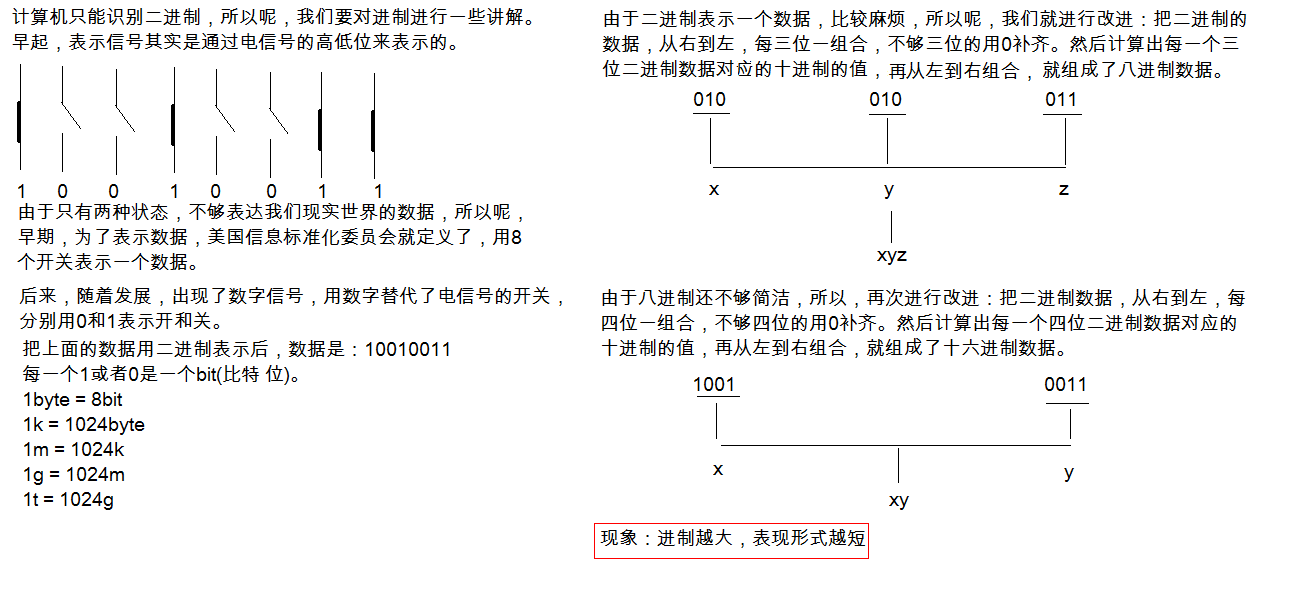 计算机只能识别二进制，所以呢，我们要对进制进行一些讲解。
早起，表示信号其实是通过电信号的高低位来表示的。
1 0 0 1 0 0 1 1
由于只有两种状态，不够表达我们现实世界的数据，所以呢，
早期，为了表示数据，美国信息标准化委员会就定义了，用8
个开关表示一个数据。
后来，随着发展，出现了数字信号，用数字替代了电信号的开关，
分别用0和1表示开和关。
把上面的数据用二进制表示后，数据是：10010011
每一个1或者0是一个bit(比特 位)。
1byte = 8bit
1k = 1024byte
1m = 1024k
1g = 1024m
1t = 1024g
由于二进制表示一个数据，比较麻烦，所以呢，我们就进行改进：把二进制的
数据，从右到左，每三位一组合，不够三位的用0补齐。然后计算出每一个三
位二进制数据对应的十进制的值，再从左到右组合，就组成了八进制数据。
010 010 011
x y z
xyz
由于八进制还不够简洁，所以，再次进行改进：把二进制数据，从右到左，每
四位一组合，不够四位的用0补齐。然后计算出每一个四位二进制数据对应的
十进制的值，再从左到右组合，就组成了十六进制数据。
1001 0011
x y
xy
现象：进制越大，表现形式越短